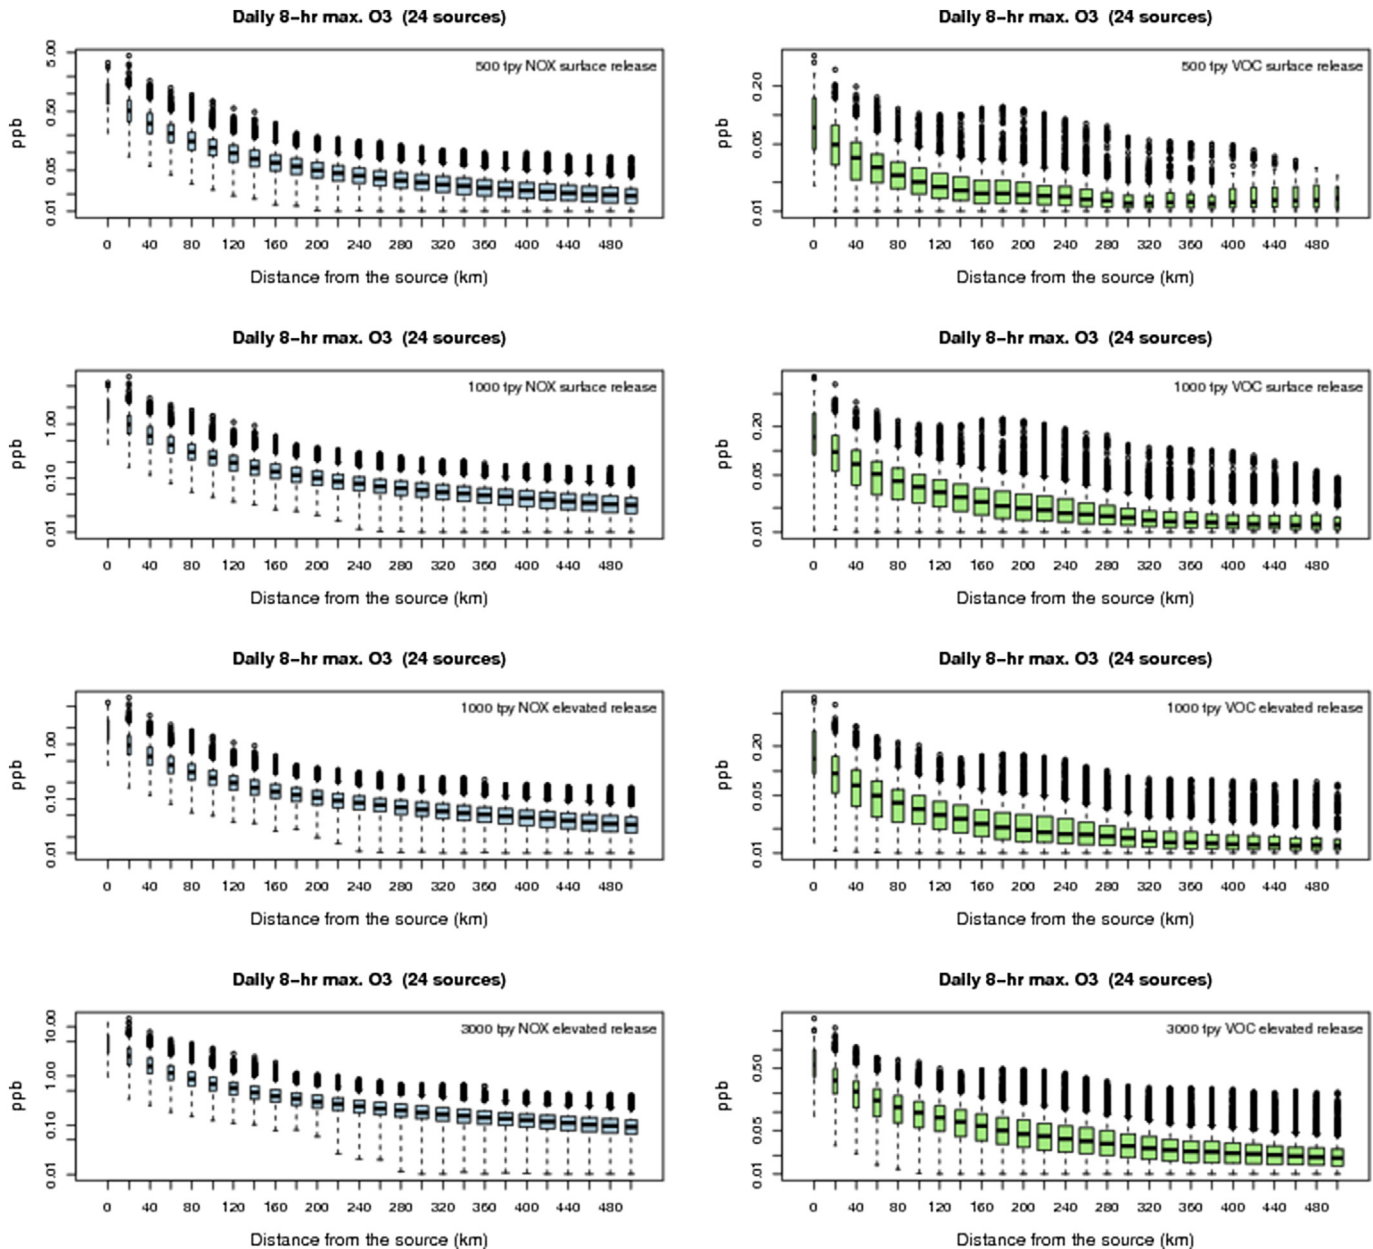 Daily 8-hr max. O3 (24 sources)
500 tpy NOX surface release
ppb
5.00
0.50
0.05
0.01
0 40 80 120 160 200 240 280 320 360 400 440 480
Distance from the source (km)
Daily 8-hr max. O3 (24 sources)
500 tpy VOC surface release
ppb
0.20
0.05
0.01
0 40 80 120 160 200 240 280 320 360 400 440 480
Distance from the source (km)
Daily 8-hr max. O3 (24 sources)
1000 tpy NOX surface release
ppb
1.00
0.10
0.01
0 40 80 120 160 200 240 280 320 360 400 440 480
Distance from the source (km)
Daily 8-hr max. O3 (24 sources)
1000 tpy VOC surface release
ppb
0.20
0.05
0.01
0 40 80 120 160 200 240 280 320 360 400 440 480
Distance from the source (km)
Daily 8-hr max. O3 (24 sources)
1000 tpy NOX elevated release
ppb
1.00
0.10
0.01
0 40 80 120 160 200 240 280 320 360 400 440 480
Distance from the source (km)
Daily 8-hr max. O3 (24 sources)
1000 tpy VOC elevated release
ppb
0.20
0.05
0.01
0 40 80 120 160 200 240 280 320 360 400 440 480
Distance from the source (km)
Daily 8-hr max. O3 (24 sources)
3000 tpy NOX elevated release
ppb
10.00
1.00
0.10
0.01
0 40 80 120 160 200 240 280 320 360 400 440 480
Distance from the source (km)
Daily 8-hr max. O3 (24 sources)
3000 tpy VOC elevated release
ppb
0.50
0.05
0.01
0 40 80 120 160 200 240 280 320 360 400 440 480
Distance from the source (km)